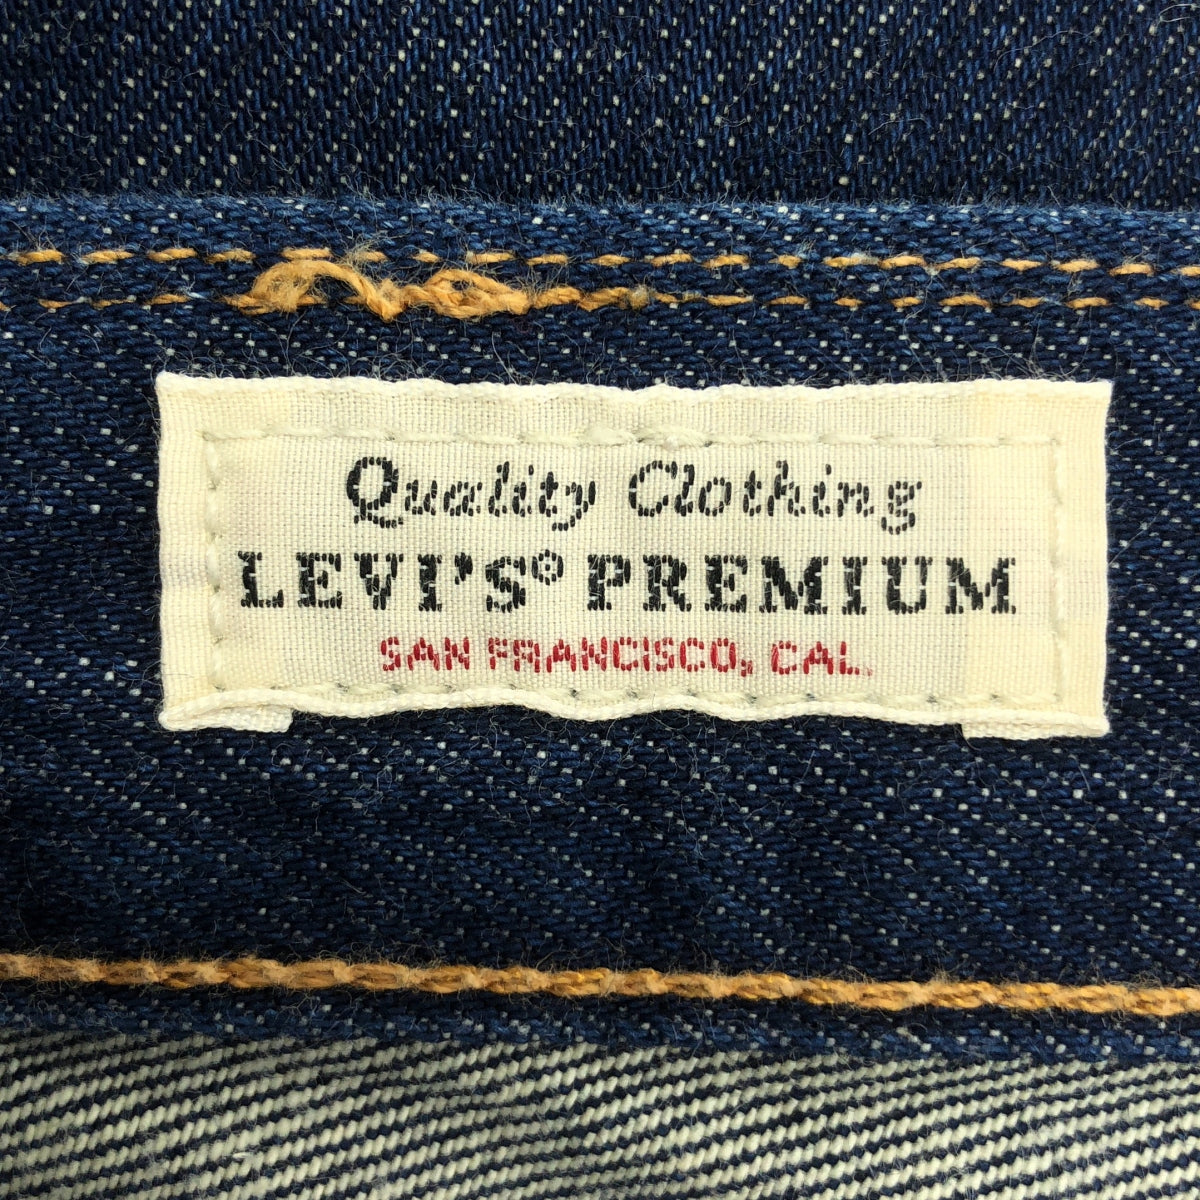 Quality Clothing
LEVI'S® PREMIUM
SAN FRANCISCO, CAL.